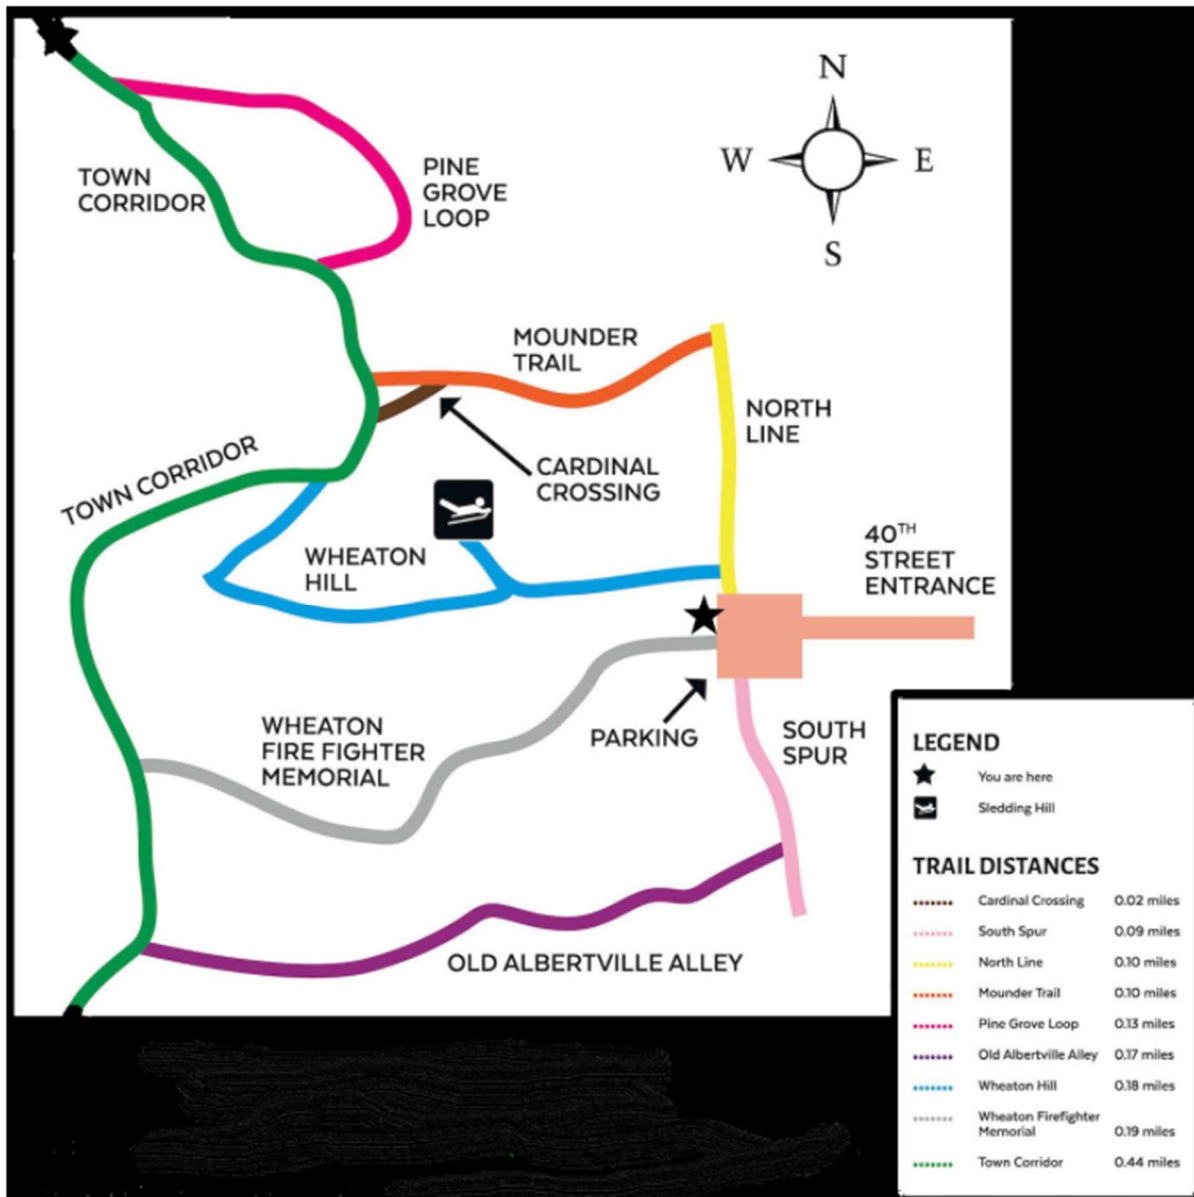 N
W
E
S
TOWN
CORRIDOR
PINE
GROVE
LOOP
MOUNDER
TRAIL
NORTH
LINE
CARDINAL
CROSSING
TOWN CORRIDOR
WHEATON
HILL
40TH
STREET
ENTRANCE
WHEATON
FIRE FIGHTER
MEMORIAL
PARKING
SOUTH
SPUR
OLD ALBERTVILLE ALLEY
LEGEND
You are here
Sledding Hill
TRAIL DISTANCES
Cardinal Crossing 0.02 miles
South Spur 0.09 miles
North Line 0.10 miles
Mounder Trail 0.10 miles
Pine Grove Loop 0.13 miles
Old Albertville Alley 0.17 miles
Wheaton Hill 0.18 miles
Wheaton Firefighter
Memorial 0.19 miles
Town Corridor 0.44 miles